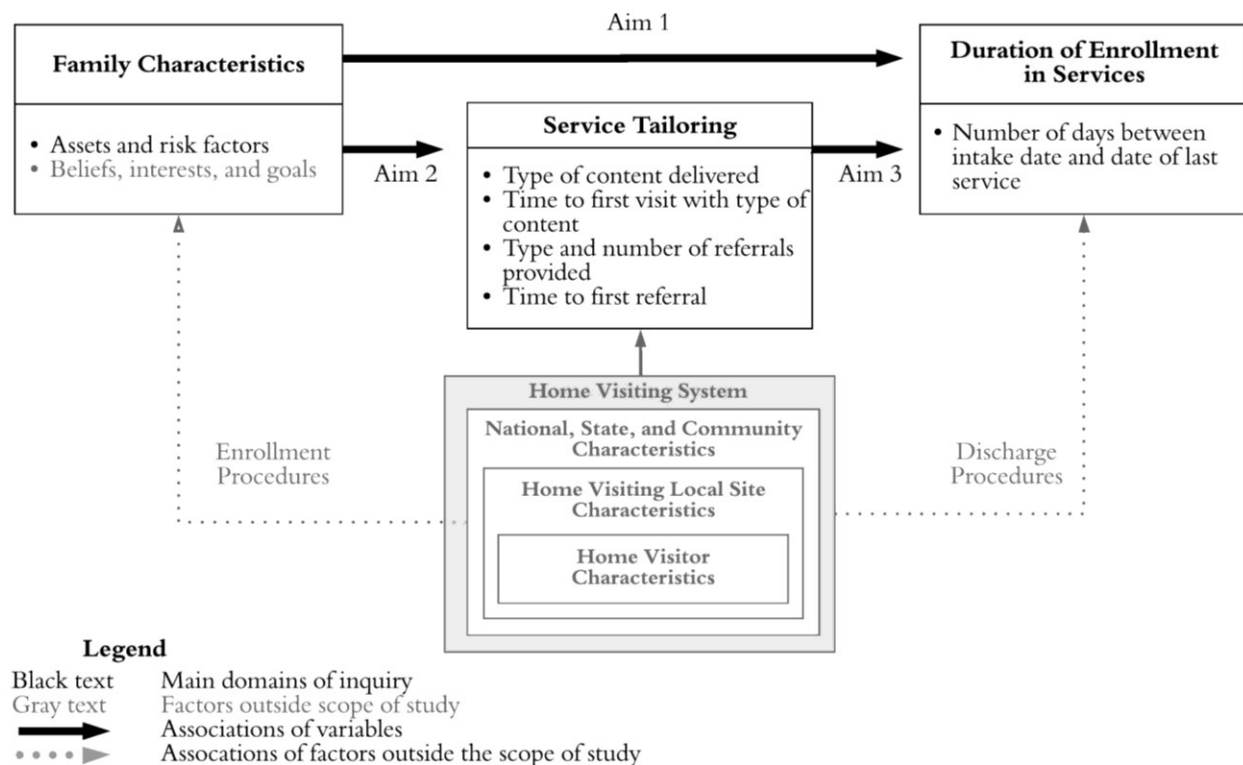 Aim 1
Family Characteristics
• Assets and risk factors
• Beliefs, interests, and goals
Aim 2
Service Tailoring
• Type of content delivered
• Time to first visit with type of
content
• Type and number of referrals
provided
• Time to first referral
Aim 3
Duration of Enrollment
in Services
• Number of days between
intake date and date of last
service
Home Visiting System
National, State, and Community
Characteristics
Home Visiting Local Site
Characteristics
Home Visitor
Characteristics
Enrollment
Procedures
Discharge
Procedures
Legend
Black text Main domains of inquiry
Gray text Factors outside scope of study
Associations of variables
Assocations of factors outside the scope of study